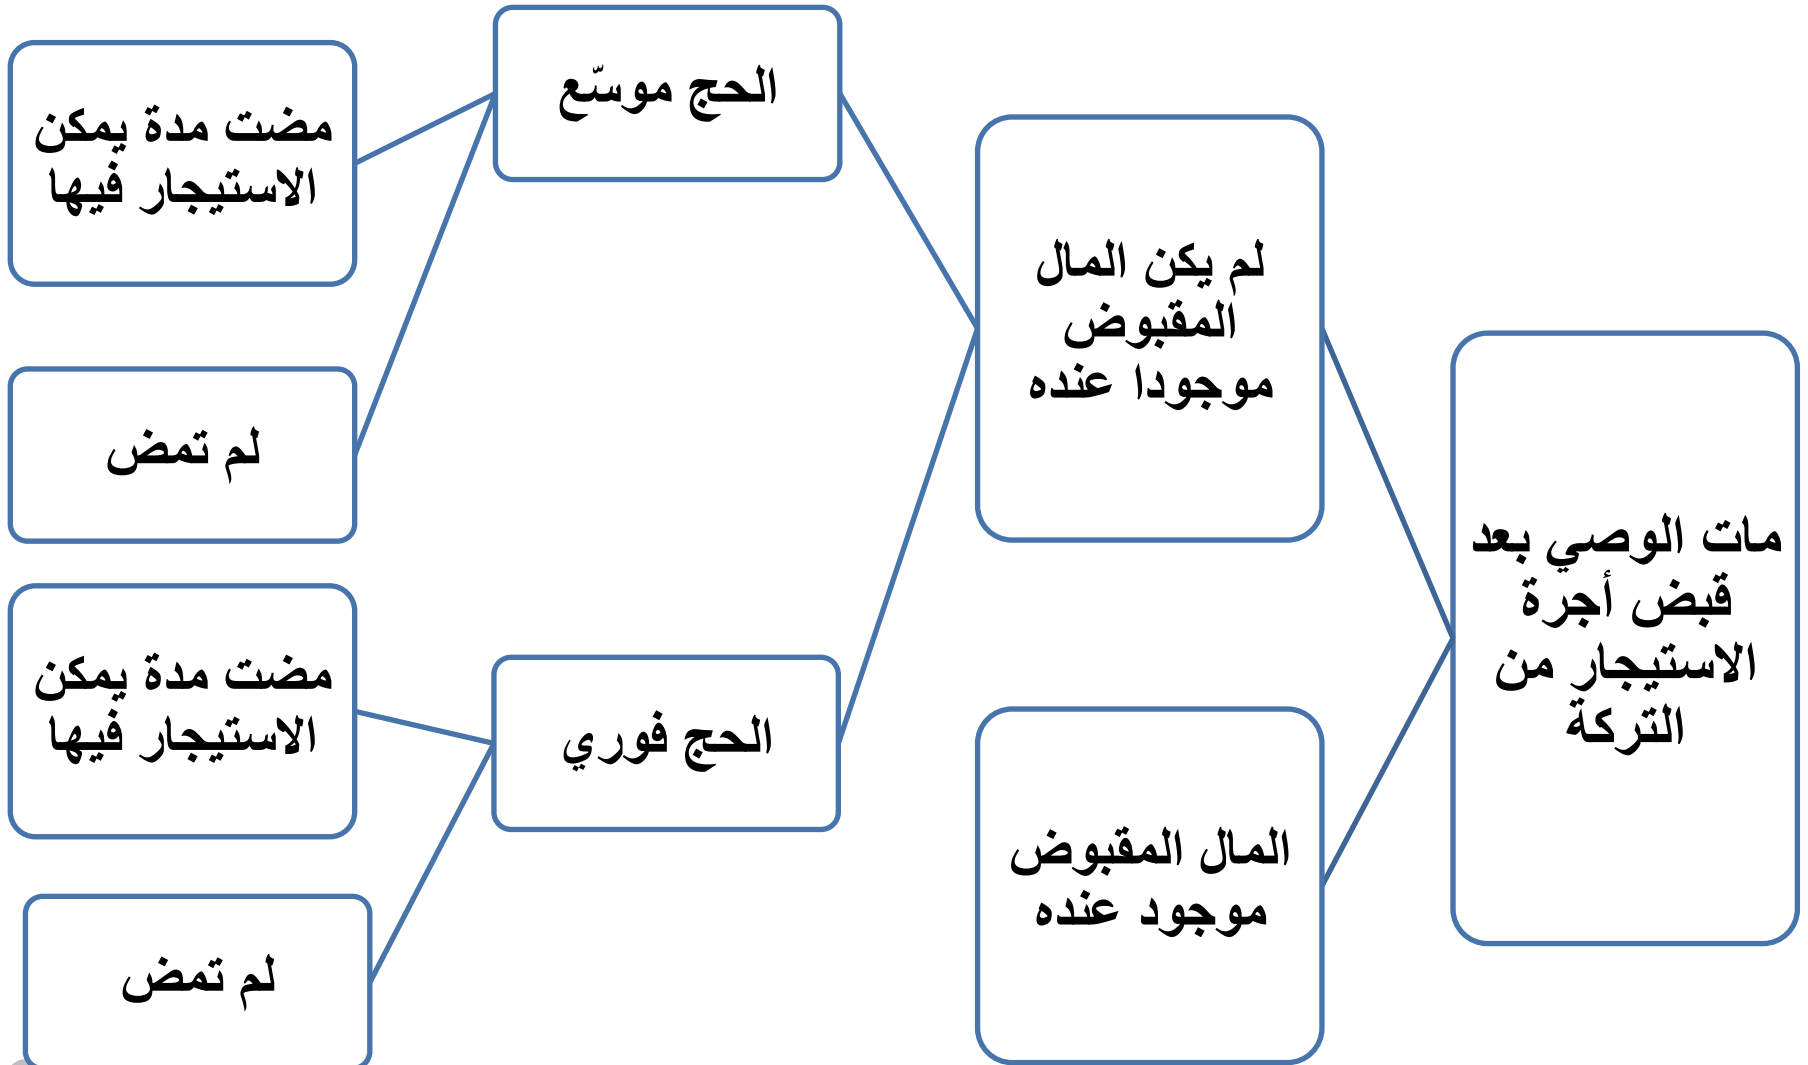 مات الوصي بعد
قبض أجرة
الاستيجار من
التركة
لم يكن المال
المقبوض
موجودا عنده
الحج موسّع
مضت مدة يمكن
الاستيجار فيها
لم تمض
الحج فوري
مضت مدة يمكن
الاستيجار فيها
لم تمض
المال المقبوض
موجود عنده